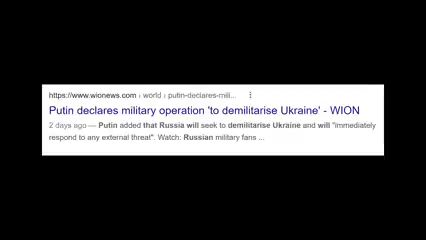 https://www.wionews.com › world › putin-declares-mili...
Putin declares military operation 'to demilitarise Ukraine' - WION
2 days ago — Putin added that Russia will seek to demilitarise Ukraine and will "immediately
respond to any external threat". Watch: Russian military fans ...